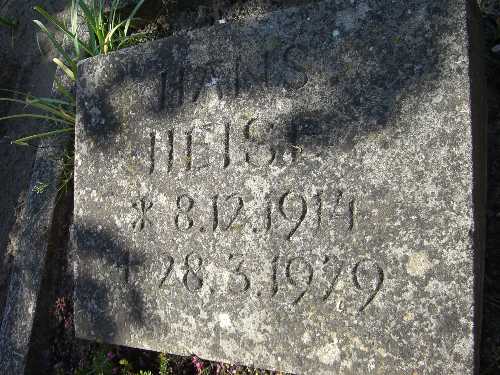 HANS
HEISE
* 8.12.1914
† 28.3.1979